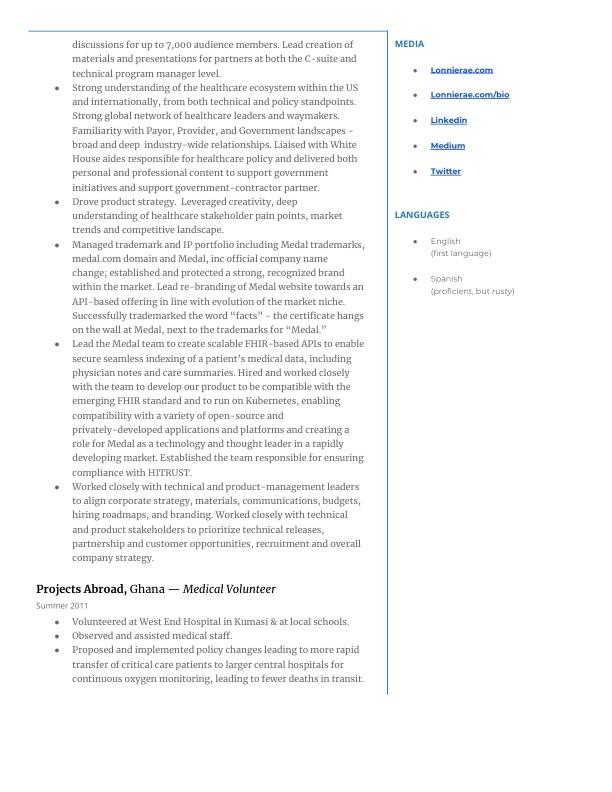 discussions for up to 7,000 audience members. Lead creation of
materials and presentations for partners at both the C-suite and
technical program manager level.
● Strong understanding of the healthcare ecosystem within the US
and internationally, from both technical and policy standpoints.
Strong global network of healthcare leaders and waymakers.
Familiarity with Payor, Provider, and Government landscapes -
broad and deep  industry-wide relationships. Liaised with White
House aides responsible for healthcare policy and delivered both
personal and professional content to support government
initiatives and support government-contractor partner.
● Drove product strategy.  Leveraged creativity, deep
understanding of healthcare stakeholder pain points, market
trends and competitive landscape.
● Managed trademark and IP portfolio including Medal trademarks,
medal.com domain and Medal, inc official company name
change; established and protected a strong, recognized brand
within the market. Lead re-branding of Medal website towards an
API-based offering in line with evolution of the market niche.
Successfully trademarked the word “facts” - the certificate hangs
on the wall at Medal, next to the trademarks for “Medal.”
● Lead the Medal team to create scalable FHIR-based APIs to enable
secure seamless indexing of a patient’s medical data, including
physician notes and care summaries. Hired and worked closely
with the team to develop our product to be compatible with the
emerging FHIR standard and to run on Kubernetes, enabling
compatibility with a variety of open-source and
privately-developed applications and platforms and creating a
role for Medal as a technology and thought leader in a rapidly
developing market. Established the team responsible for ensuring
compliance with HITRUST.
● Worked closely with technical and product-management leaders
to align corporate strategy, materials, communications, budgets,
hiring roadmaps, and branding. Worked closely with technical
and product stakeholders to prioritize technical releases,
partnership and customer opportunities, recruitment and overall
company strategy.
Projects Abroad, Ghana — Medical Volunteer
Summer 2011
● Volunteered at West End Hospital in Kumasi & at local schools.
● Observed and assisted medical staff.
● Proposed and implemented policy changes leading to more rapid
transfer of critical care patients to larger central hospitals for
continuous oxygen monitoring, leading to fewer deaths in transit.
MEDIA
● Lonnierae.com
● Lonnierae.com/bio
● Linkedin
● Medium
● Twitter
LANGUAGES
● English
(first language)
● Spanish
(proficient, but rusty)